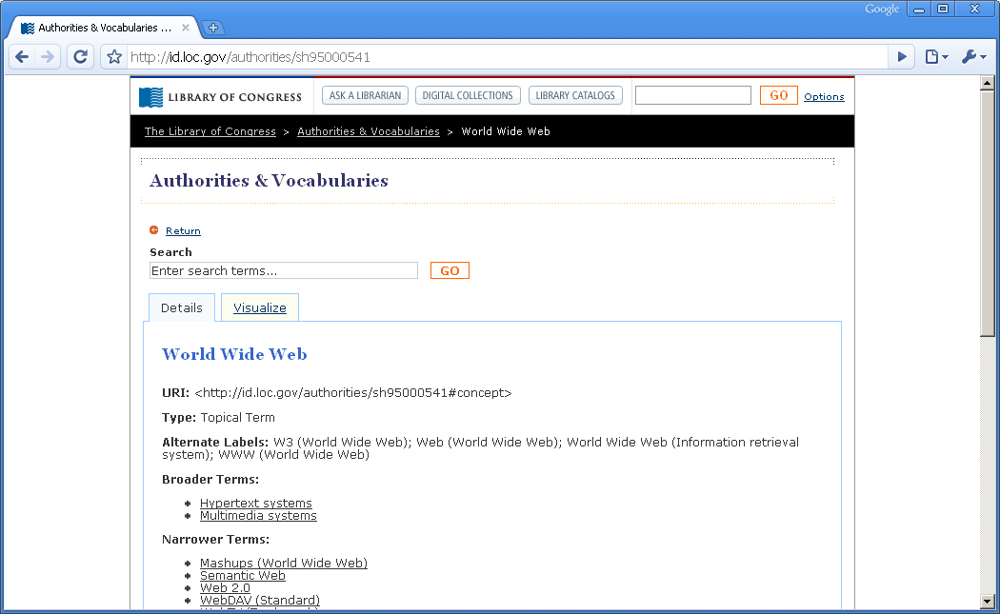 Google
Authorities & Vocabularies ...
http://id.loc.gov/authorities/sh95000541
LIBRARY OF CONGRESS
ASK A LIBRARIAN
DIGITAL COLLECTIONS
LIBRARY CATALOGS
GO
Options
The Library of Congress > Authorities & Vocabularies > World Wide Web
Authorities & Vocabularies
Return
Search
Enter search terms...
GO
Details
Visualize
World Wide Web
URI: <http://id.loc.gov/authorities/sh95000541#concept>
Type: Topical Term
Alternate Labels: W3 (World Wide Web); Web (World Wide Web); World Wide Web (Information retrieval
system); WWW (World Wide Web)
Broader Terms:
Hypertext systems
Multimedia systems
Narrower Terms:
Mashups (World Wide Web)
Semantic Web
Web 2.0
WebDAV (Standard)